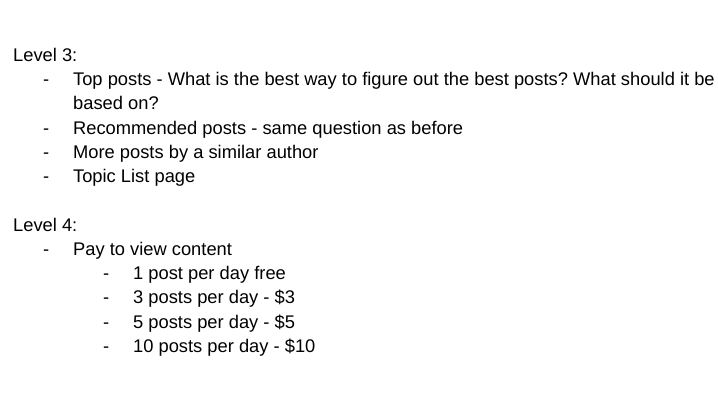 Level 3:
- Top posts - What is the best way to figure out the best posts? What should it be
based on?
- Recommended posts - same question as before
- More posts by a similar author
- Topic List page
Level 4:
- Pay to view content
- 1 post per day free
- 3 posts per day - $3
- 5 posts per day - $5
- 10 posts per day - $10